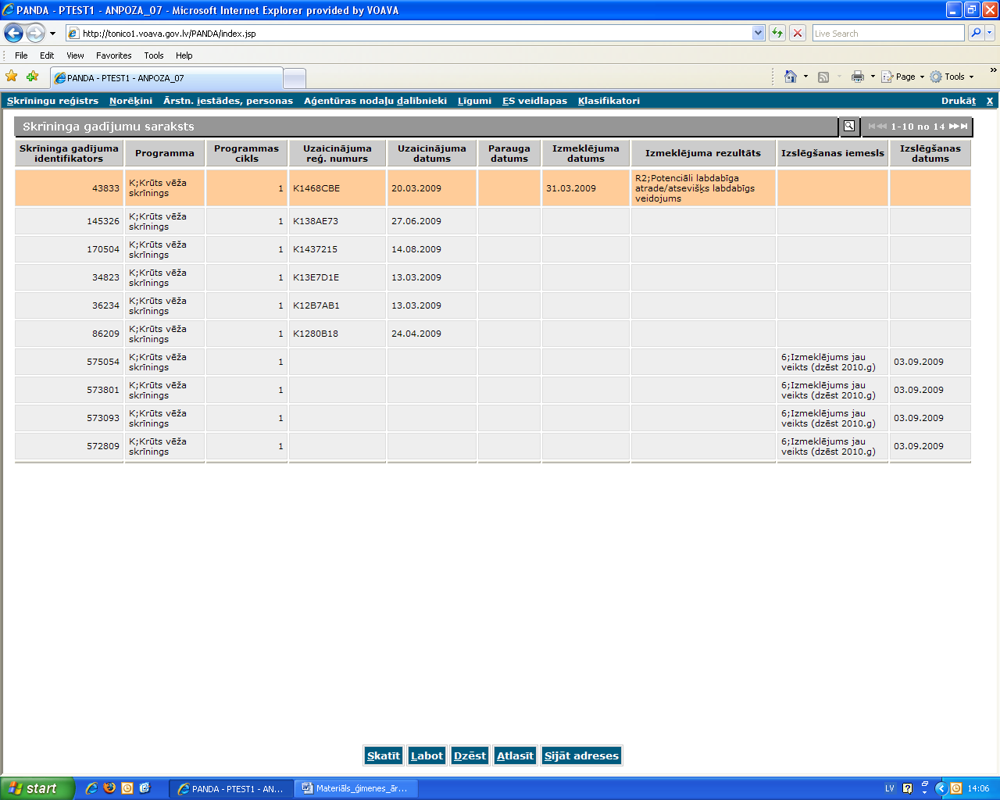 PANDA - PTEST1 - ANPOZA_07 - Microsoft Internet Explorer provided by VOAVA
http://tonico1.voava.gov.lv/PANDA/index.jsp
Live Search
File Edit View Favorites Tools Help
PANDA - PTEST1 - ANPOZA_07
Page Tools »
Skrīningu reģistrs Norēķini Ārstn. iestādes, personas Aģentūras nodaļu dalībnieki Līgumi ES veidlapas Klasifikatori Drukāt X
Skrīninga gadījumu saraksts
1-10 no 14
Skrīninga gadījuma identifikators Programma Programmas cikls Uzaicinājuma reģ. numurs Uzaicinājuma datums Parauga datums Izmeklējuma datums Izmeklējuma rezultāts Izslēgšanas iemesls Izslēgšanas datums
43833 K;Krūts vēža skrīnings 1 K1468CBE 20.03.2009 31.03.2009 R2;Potenciāli labdabīga atrade/atsevišķs labdabīgs veidojums
145326 K;Krūts vēža skrīnings 1 K138AE73 27.06.2009
170504 K;Krūts vēža skrīnings 1 K1437215 14.08.2009
34823 K;Krūts vēža skrīnings 1 K13E7D1E 13.03.2009
36234 K;Krūts vēža skrīnings 1 K12B7AB1 13.03.2009
86209 K;Krūts vēža skrīnings 1 K1280B18 24.04.2009
575054 K;Krūts vēža skrīnings 1 6;Izmeklējums jau veikts (dzēst 2010.g) 03.09.2009
573801 K;Krūts vēža skrīnings 1 6;Izmeklējums jau veikts (dzēst 2010.g) 03.09.2009
573093 K;Krūts vēža skrīnings 1 6;Izmeklējums jau veikts (dzēst 2010.g) 03.09.2009
572809 K;Krūts vēža skrīnings 1 6;Izmeklējums jau veikts (dzēst 2010.g) 03.09.2009
Skatīt Labot Dzēst Atlasīt Sijāt adreses
start PANDA - PTEST1 - AN... Materiāls_ģimenes_ār... LV 14:06